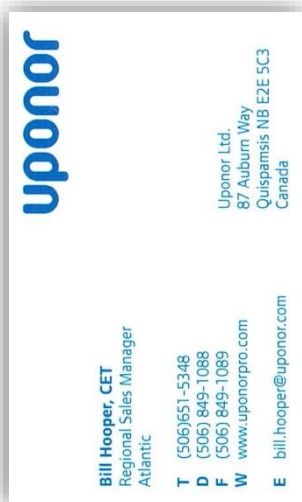 uponor
Bill Hooper, CET
Regional Sales Manager
Atlantic
T (506)651-5348
D (506) 849-1088
F (506) 849-1089
W www.uponorpro.com
E bill.hooper@uponor.com
Uponor Ltd.
87 Auburn Way
Quispamsis NB E2E 5C3
Canada